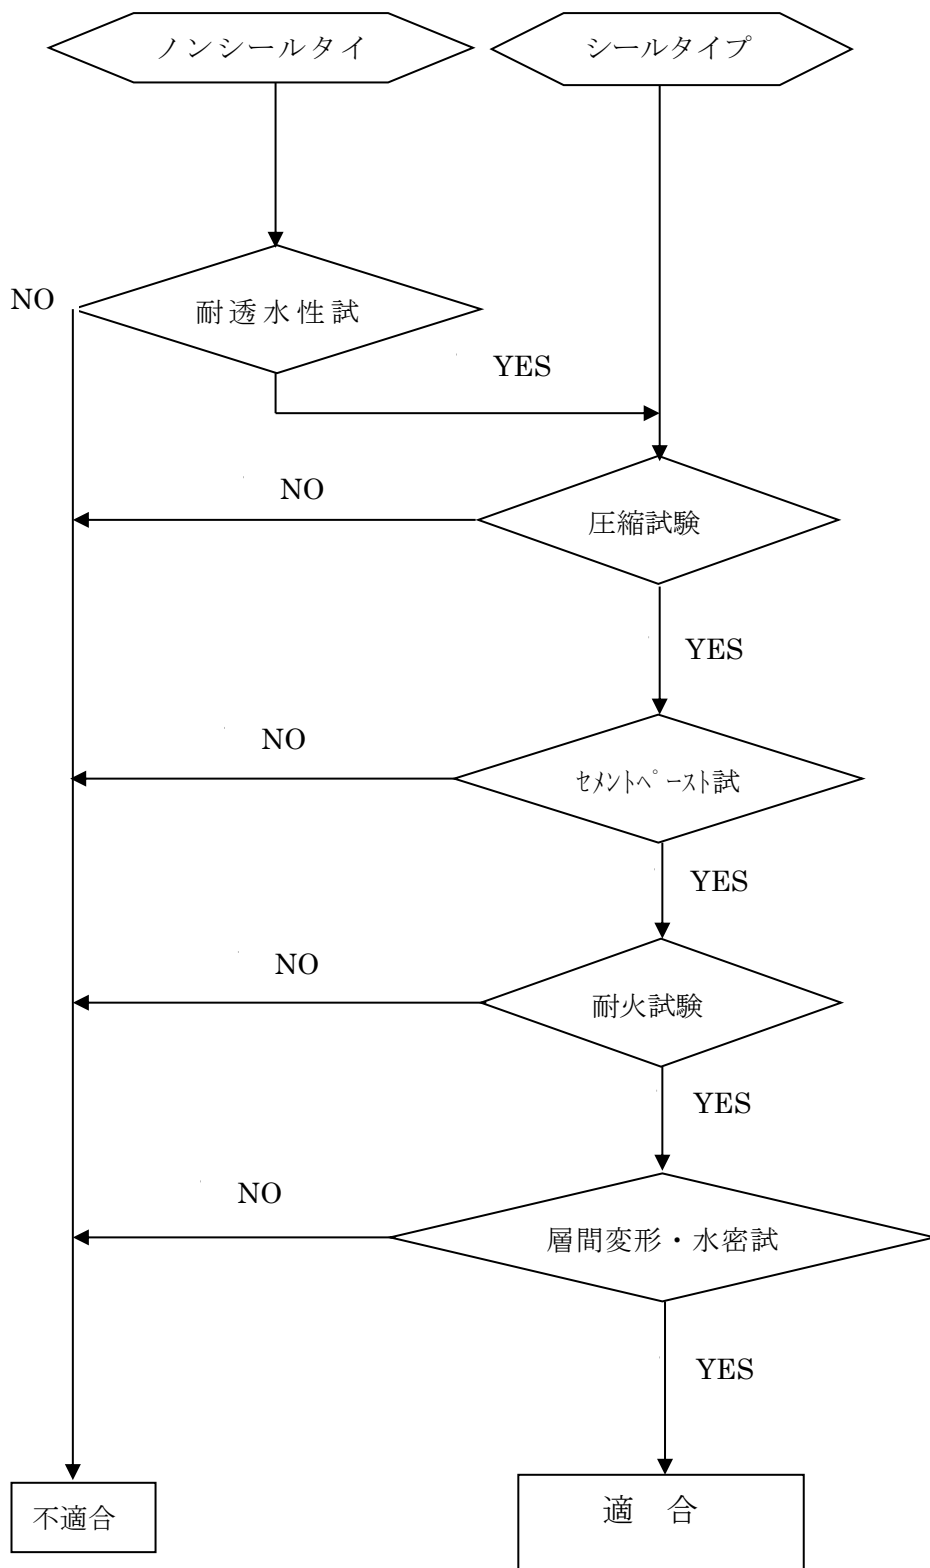 ノンシールタイ
シールタイプ
耐透水性試
NO
YES
圧縮試験
NO
YES
セメントペースト試
NO
YES
耐火試験
NO
YES
層間変形・水密試
NO
YES
不適合
適 合